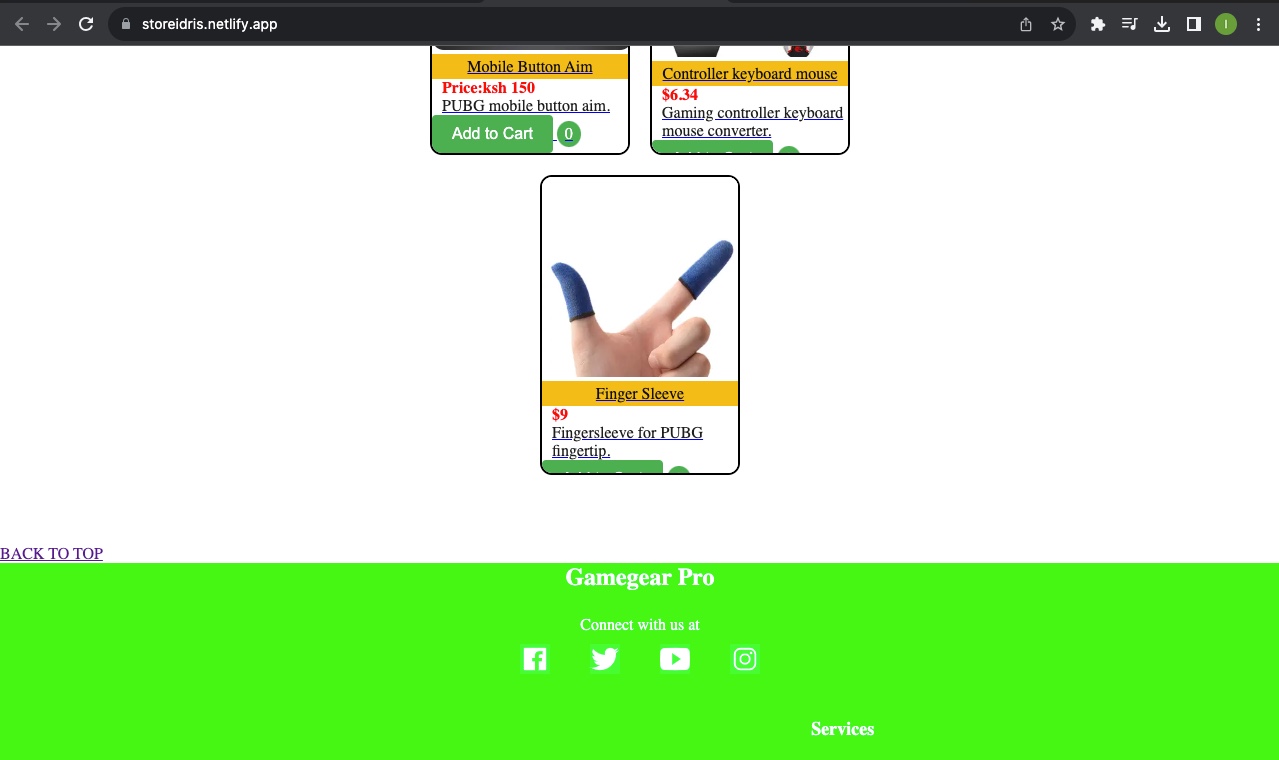 storeidris.netlify.app
I
Mobile Button Aim
Price:ksh 150
PUBG mobile button aim.
Add to Cart 0
Controller keyboard mouse
$6.34
Gaming controller keyboard
mouse converter.
Finger Sleeve
$9
Fingersleeve for PUBG
fingertip.
BACK TO TOP
Gamegear Pro
Connect with us at
Services